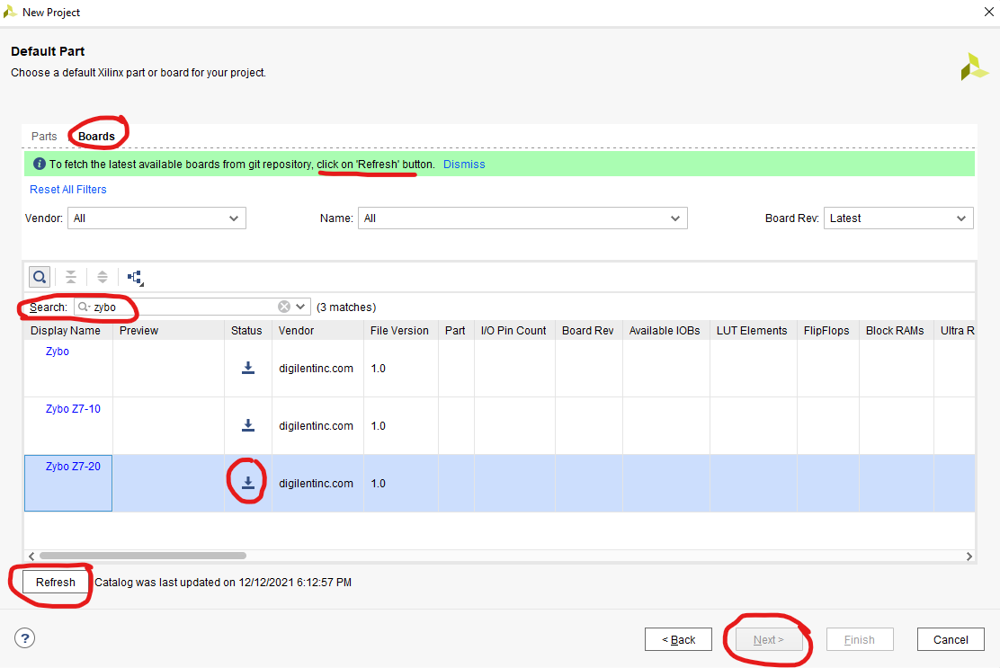 New Project
Default Part
Choose a default Xilinx part or board for your project.
Parts Boards
To fetch the latest available boards from git repository, click on 'Refresh' button. Dismiss
Reset All Filters
Vendor: All Name: All Board Rev: Latest
Search: zybo (3 matches)
Display Name Preview Status Vendor File Version Part I/O Pin Count Board Rev Available IOBs LUT Elements FlipFlops Block RAMs Ultra R
Zybo digilentinc.com 1.0
Zybo Z7-10 digilentinc.com 1.0
Zybo Z7-20 digilentinc.com 1.0
Refresh Catalog was last updated on 12/12/2021 6:12:57 PM
? < Back Next > Finish Cancel